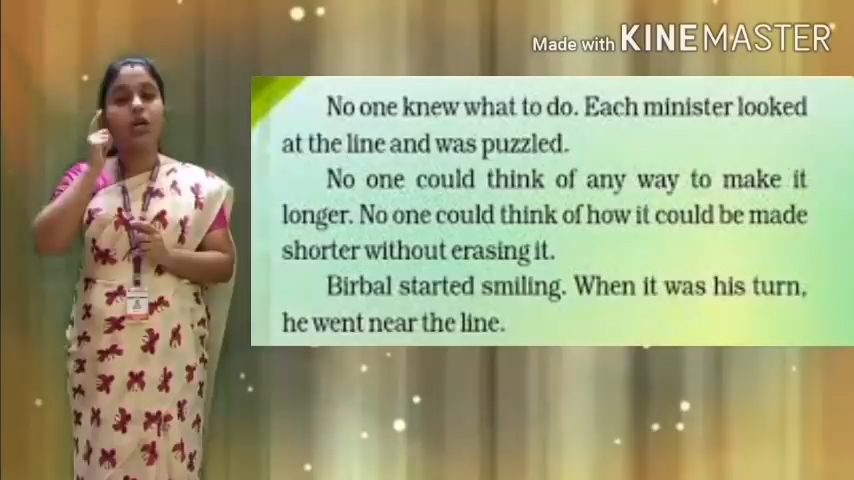 Made with KINEMASTER
No one knew what to do. Each minister looked
at the line and was puzzled.
No one could think of any way to make it
longer. No one could think of how it could be made
shorter without erasing it.
Birbal started smiling. When it was his turn,
he went near the line.